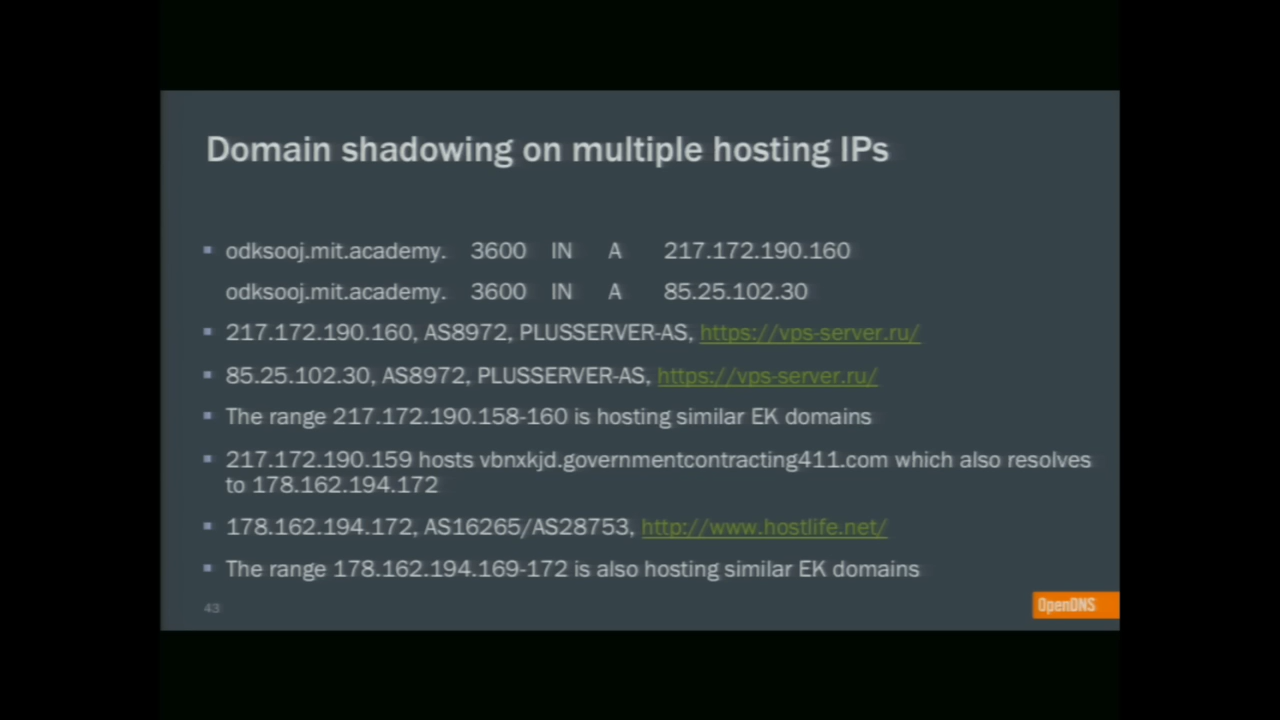 Domain shadowing on multiple hosting IPs
odksooj.mit.academy. 3600 IN A 217.172.190.160
odksooj.mit.academy. 3600 IN A 85.25.102.30
217.172.190.160, AS8972, PLUSSERVER-AS, https://vps-server.ru/
85.25.102.30, AS8972, PLUSSERVER-AS, https://vps-server.ru/
The range 217.172.190.158-160 is hosting similar EK domains
217.172.190.159 hosts vbnxkjd.governmentcontracting411.com which also resolves
to 178.162.194.172
178.162.194.172, AS16265/AS28753, http://www.hostlife.net/
The range 178.162.194.169-172 is also hosting similar EK domains
43
OpenDNS